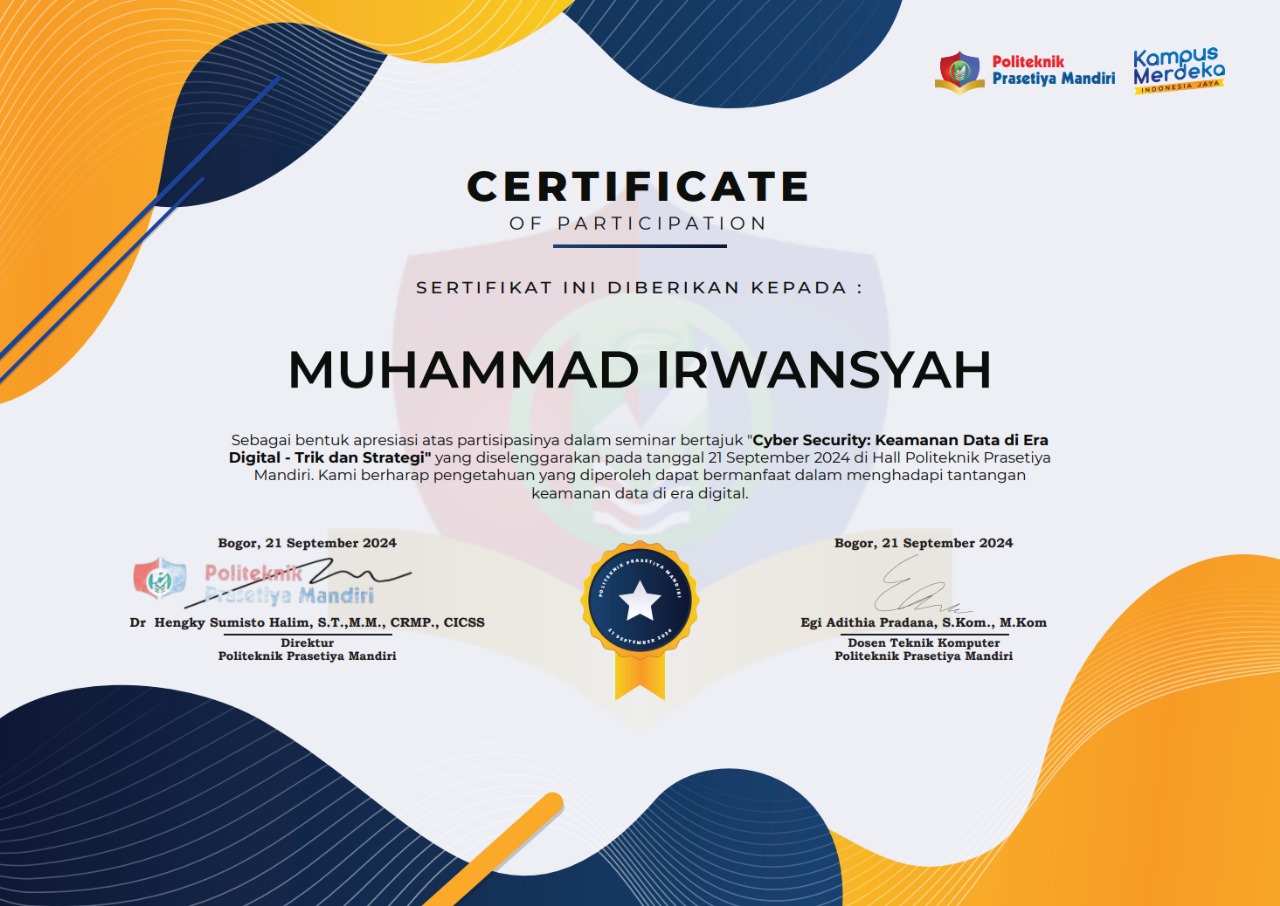 Politeknik
Prasetiya Mandiri
Kampus
Merdeka
INDONESIA JAYA
CERTIFICATE
OF PARTICIPATION
SERTIFIKAT INI DIBERIKAN KEPADA :
MUHAMMAD IRWANSYAH
Sebagai bentuk apresiasi atas partisipasinya dalam seminar bertajuk "Cyber Security: Keamanan Data di Era
Digital - Trik dan Strategi" yang diselenggarakan pada tanggal 21 September 2024 di Hall Politeknik Prasetiya
Mandiri. Kami berharap pengetahuan yang diperoleh dapat bermanfaat dalam menghadapi tantangan
keamanan data di era digital.
Bogor, 21 September 2024
Politeknik
Prasetiya Mandiri
Dr  Hengky Sumisto Halim, S.T.,M.M., CRMP., CICSS
Direktur
Politeknik Prasetiya Mandiri
POLITEKNIK PRASETIYA MANDIRI
21 SEPTEMBER 2024
Bogor, 21 September 2024
Egi Adithia Pradana, S.Kom., M.Kom
Dosen Teknik Komputer
Politeknik Prasetiya Mandiri